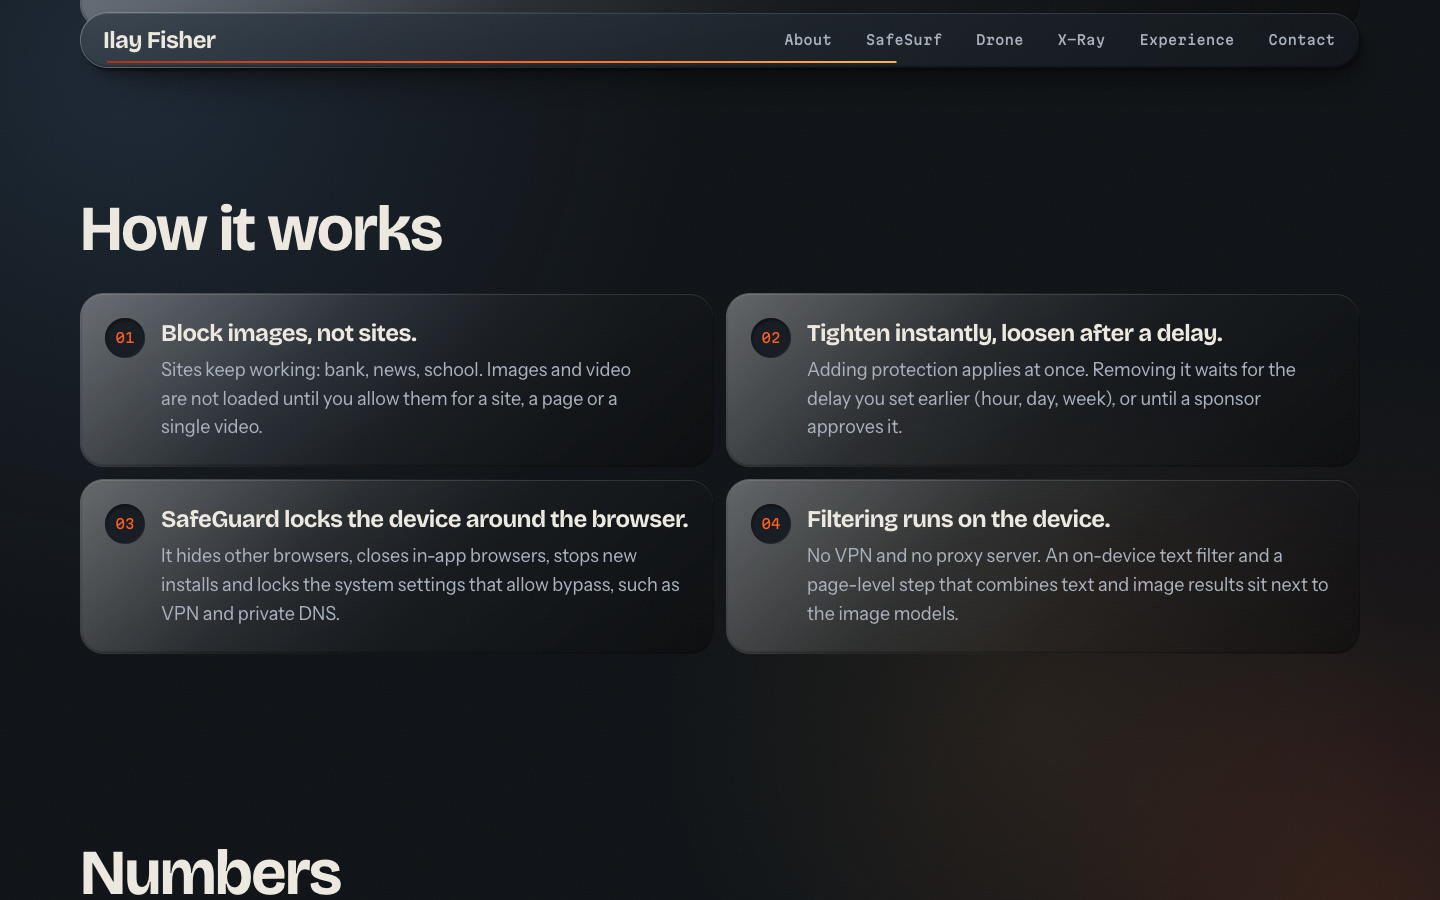 Ilay Fisher
About SafeSurf Drone X-Ray Experience Contact
How it works
01
Block images, not sites.
Sites keep working: bank, news, school. Images and video
are not loaded until you allow them for a site, a page or a
single video.
02
Tighten instantly, loosen after a delay.
Adding protection applies at once. Removing it waits for the
delay you set earlier (hour, day, week), or until a sponsor
approves it.
03
SafeGuard locks the device around the browser.
It hides other browsers, closes in-app browsers, stops new
installs and locks the system settings that allow bypass, such as
VPN and private DNS.
04
Filtering runs on the device.
No VPN and no proxy server. An on-device text filter and a
page-level step that combines text and image results sit next to
the image models.
Numbers